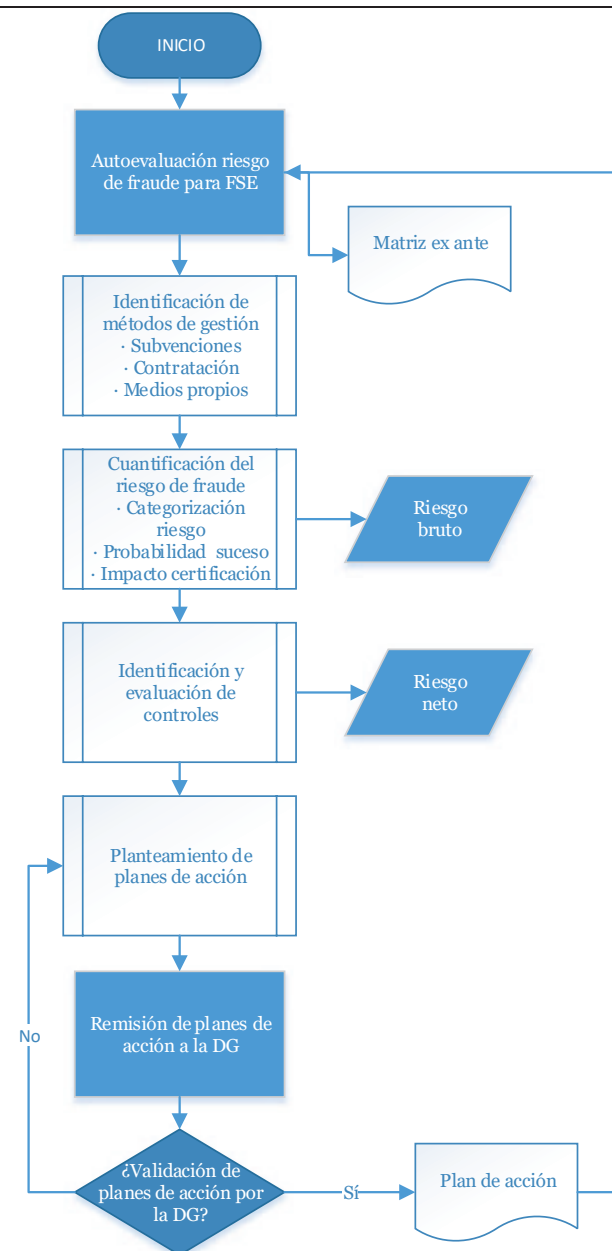 INICIO
Autoevaluación riesgo
de fraude para FSE
Matriz ex ante
Identificación de
métodos de gestión
· Subvenciones
· Contratación
· Medios propios
Cuantificación del
riesgo de fraude
· Categorización
riesgo
· Probabilidad suceso
· Impacto certificación
Riesgo
bruto
Identificación y
evaluación de
controles
Riesgo
neto
Planteamiento de
planes de acción
Remisión de planes de
acción a la DG
No
¿Validación de
planes de acción por
la DG?
Sí
Plan de acción